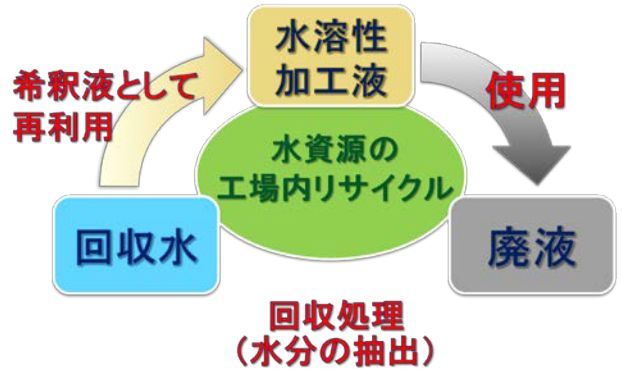 水溶性
加工液
希釈液として
再利用
使用
水資源の
工場内リサイクル
回収水
廃液
回収処理
（水分の抽出）